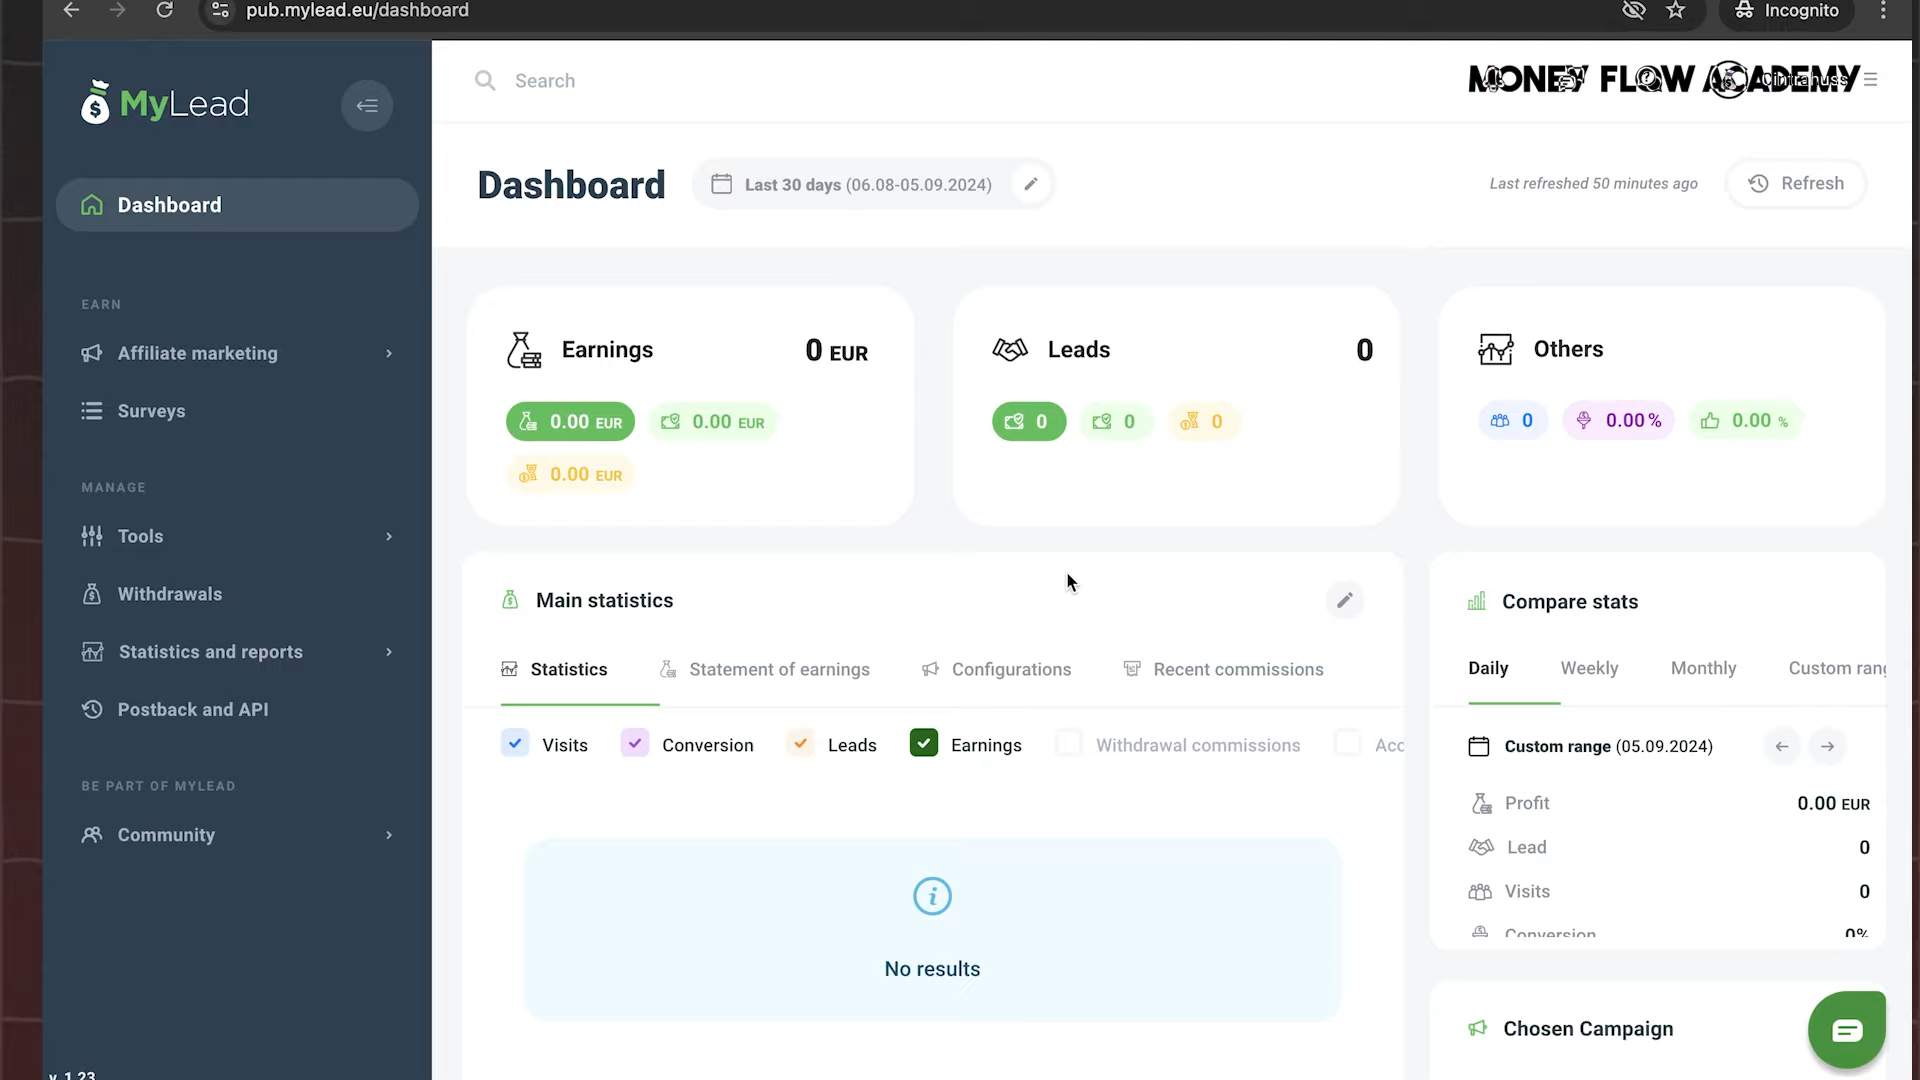 pub.mylead.eu/dashboard
Incognito
MyLead
Search
MONEY FLOW ACADEMY
Dashboard
Last 30 days (06.08-05.09.2024)
Last refreshed 50 minutes ago
Refresh
Dashboard
EARN
Affiliate marketing
Surveys
MANAGE
Tools
Withdrawals
Statistics and reports
Postback and API
BE PART OF MYLEAD
Community
v. 1.23
Earnings
0 EUR
0.00 EUR
0.00 EUR
0.00 EUR
Leads
0
0
0
0
Others
0
0.00%
0.00 %
Main statistics
Statistics
Statement of earnings
Configurations
Recent commissions
Visits
Conversion
Leads
Earnings
Withdrawal commissions
Acc
No results
Compare stats
Daily
Weekly
Monthly
Custom rang
Custom range (05.09.2024)
Profit
0.00 EUR
Lead
0
Visits
0
Conversion
0%
Chosen Campaign